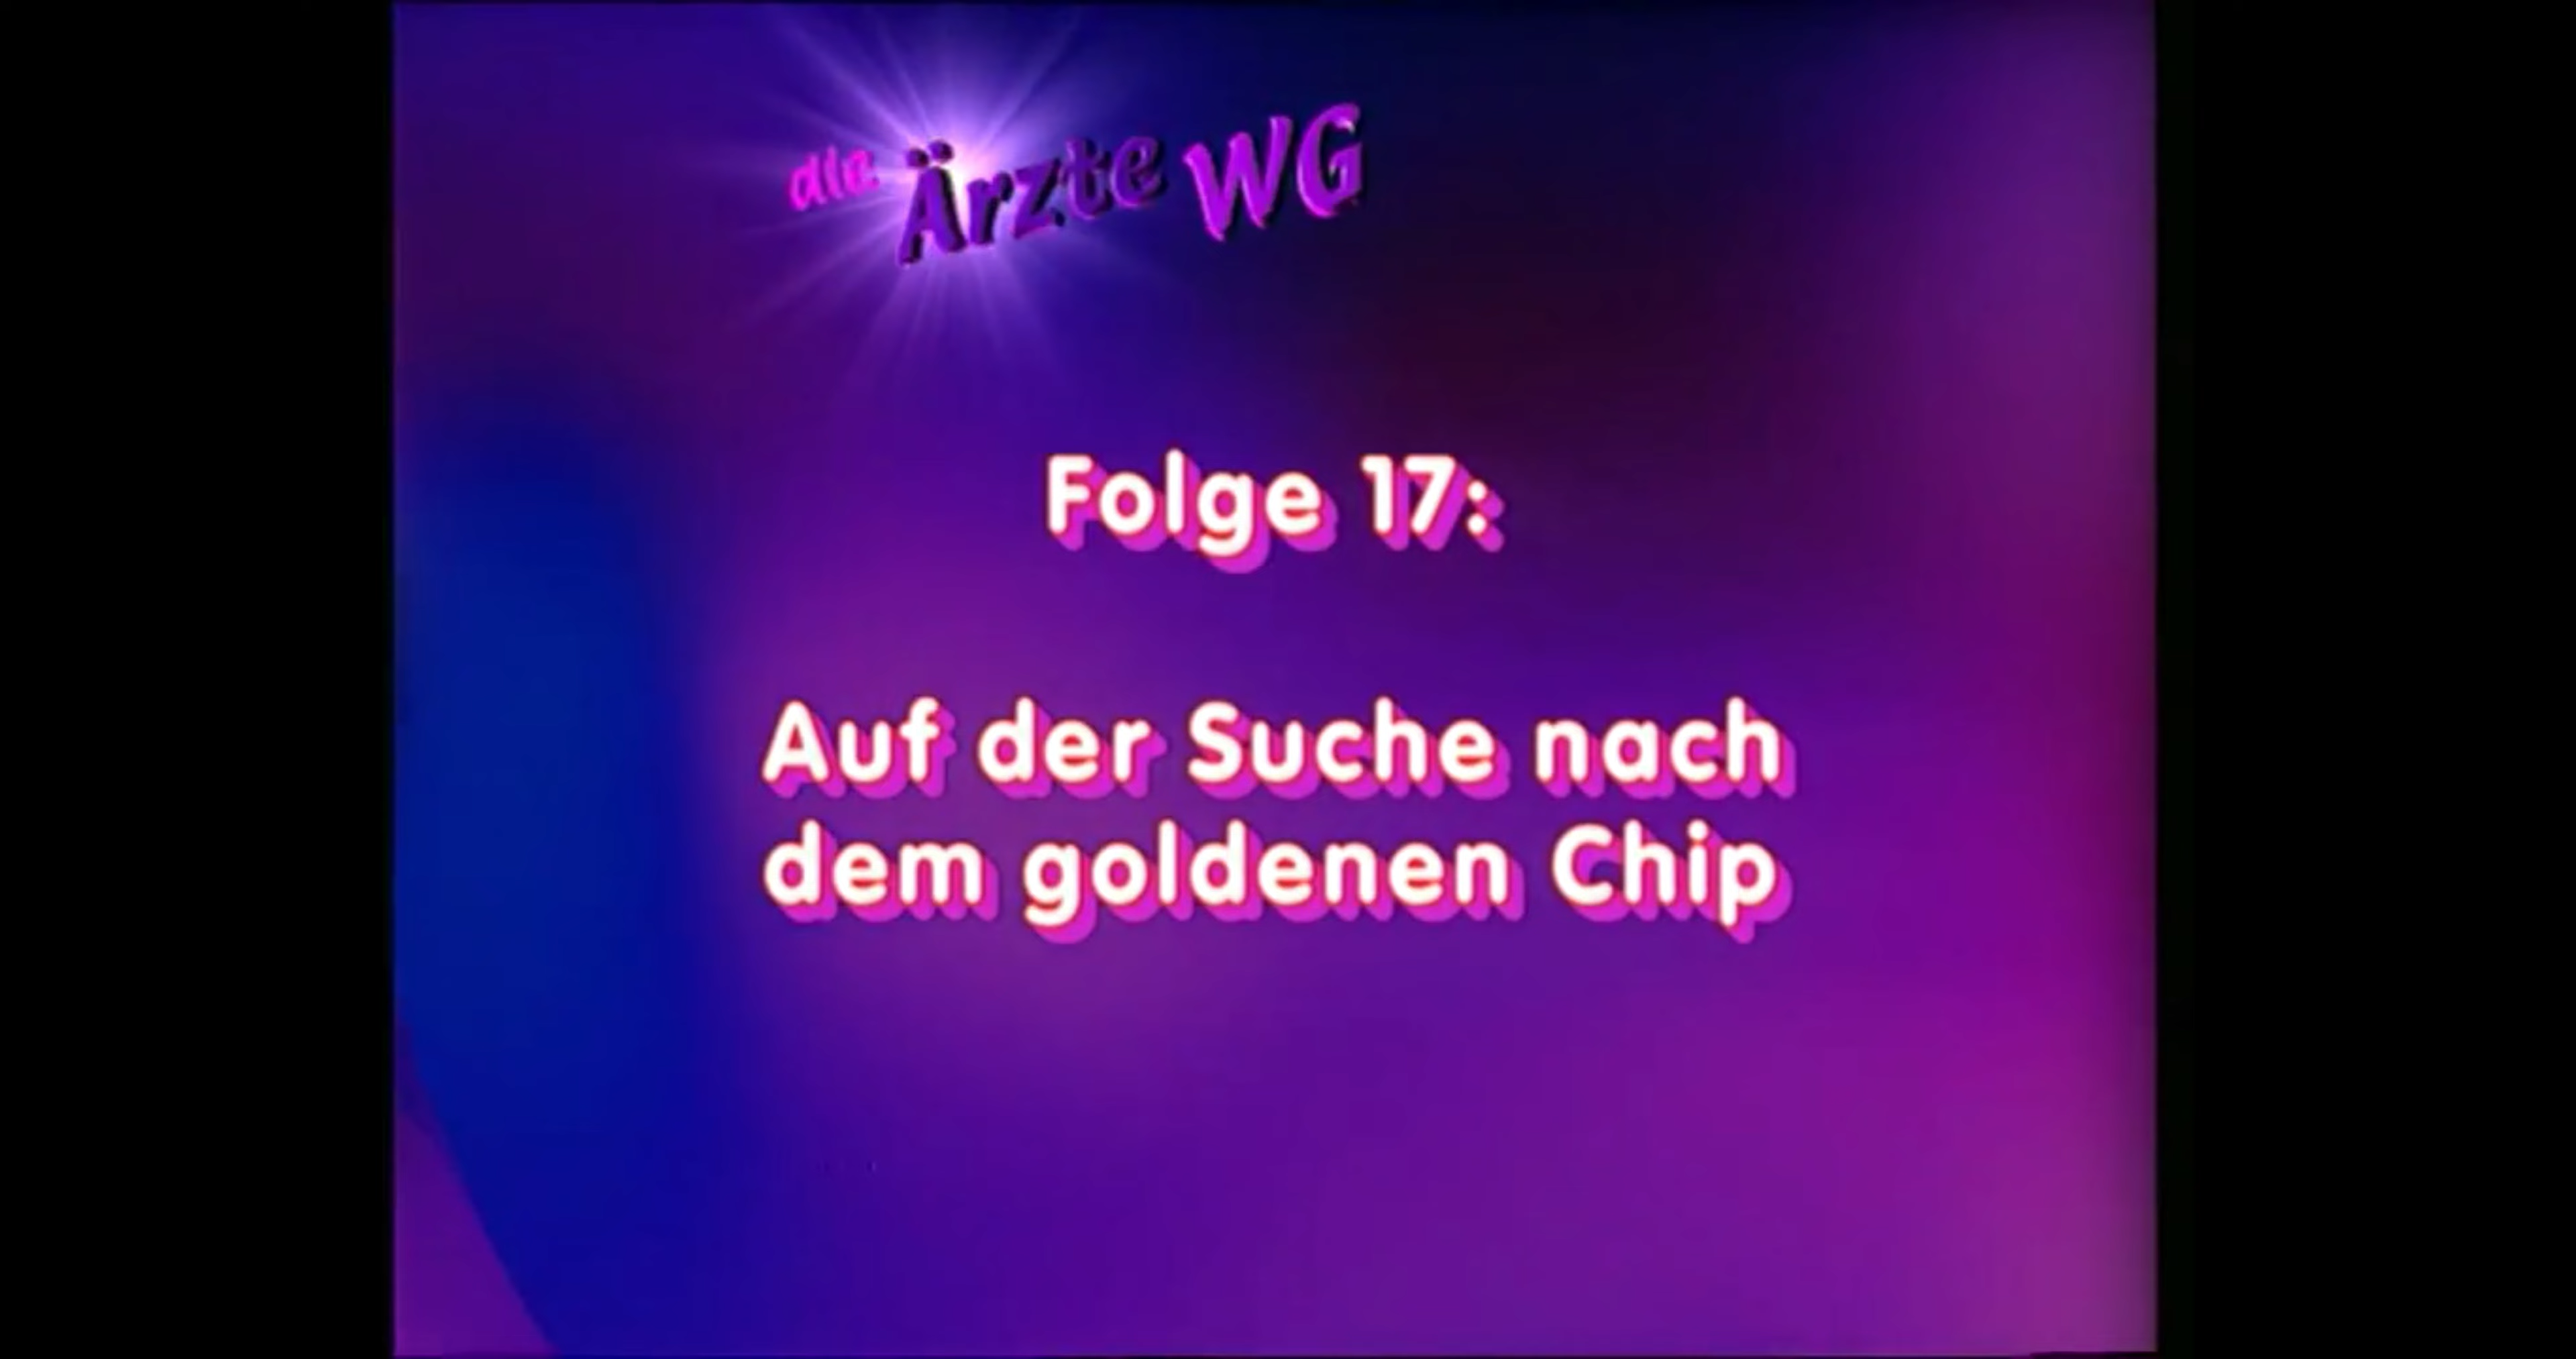 die Ärzte WG
Folge 17:
Auf der Suche nach
dem goldenen Chip